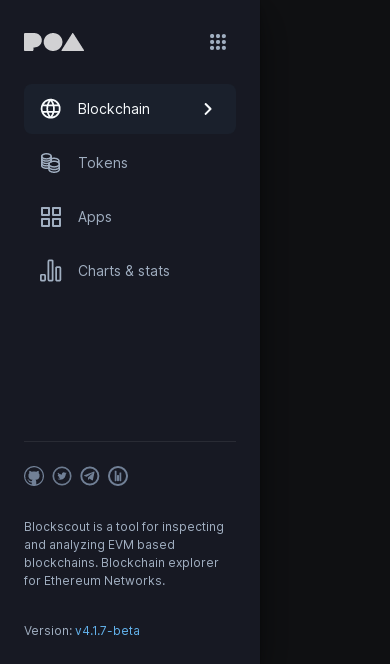 POA
Blockchain
Tokens
Apps
Charts & stats
Blockscout is a tool for inspecting
and analyzing EVM based
blockchains. Blockchain explorer
for Ethereum Networks.
Version: v4.1.7-beta